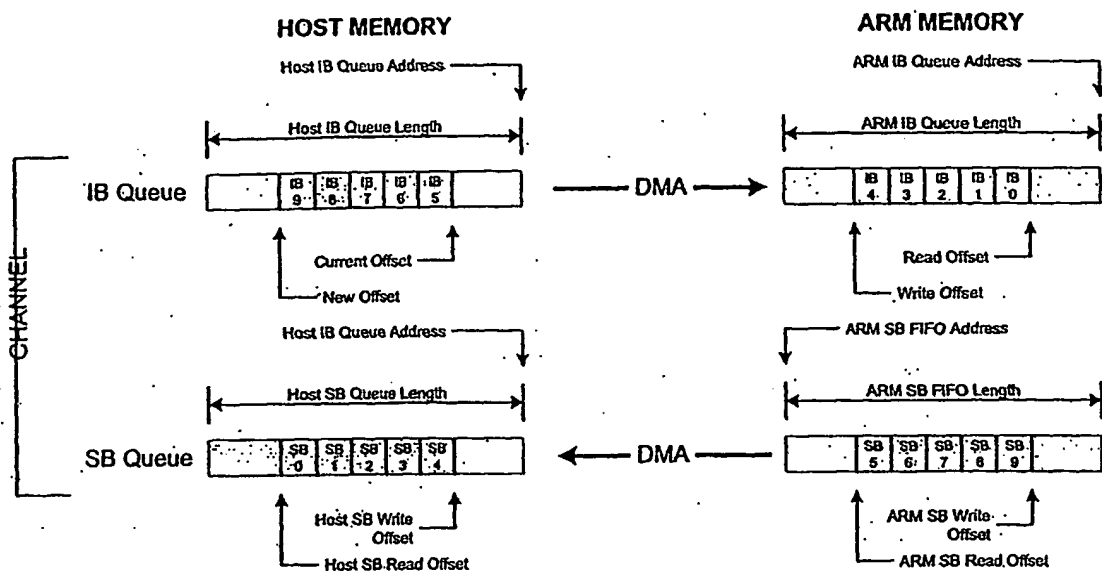 HOST MEMORY
ARM MEMORY
Host IB Queue Address
ARM IB Queue Address
Host IB Queue Length
ARM IB Queue Length
CHANNEL
IB Queue
IB 9
IB 8
IB 7
IB 6
IB 5
DMA
IB 4
IB 3
IB 2
IB 1
IB 0
Current Offset
New Offset
Read Offset
Write Offset
Host IB Queue Address
ARM SB FIFO Address
Host SB Queue Length
ARM SB FIFO Length
SB Queue
SB 0
SB 1
SB 2
SB 3
SB 4
DMA
SB 5
SB 6
SB 7
SB 8
SB 9
Host SB Write
Offset
Host SB Read Offset
ARM SB Write
Offset
ARM SB Read Offset